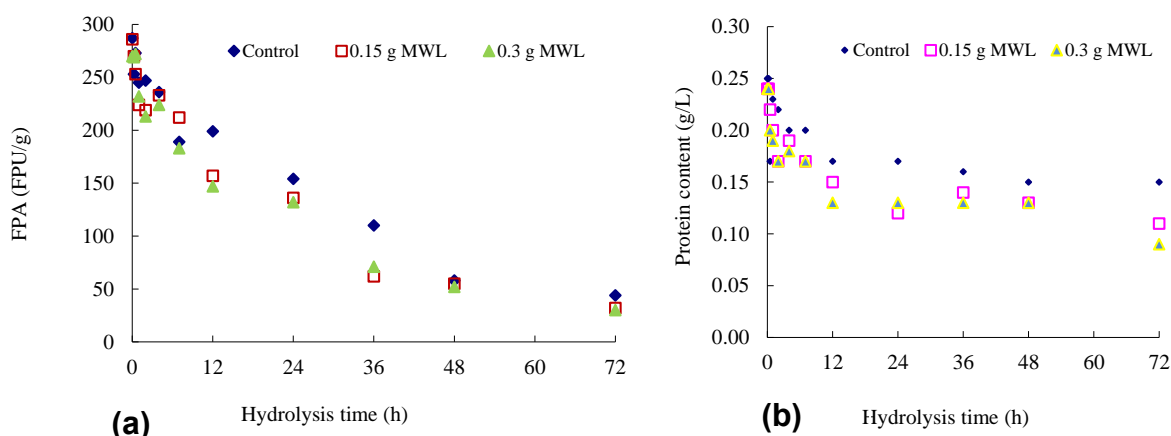 FPA (FPU/g)
300
250
200
150
100
50
0
Control
0.15 g MWL
0.3 g MWL
0 12 24 36 48 60 72
Hydrolysis time (h)
(a)
Protein content (g/L)
0.30
0.25
0.20
0.15
0.10
0.05
0.00
Control
0.15 g MWL
0.3 g MWL
0 12 24 36 48 60 72
Hydrolysis time (h)
(b)